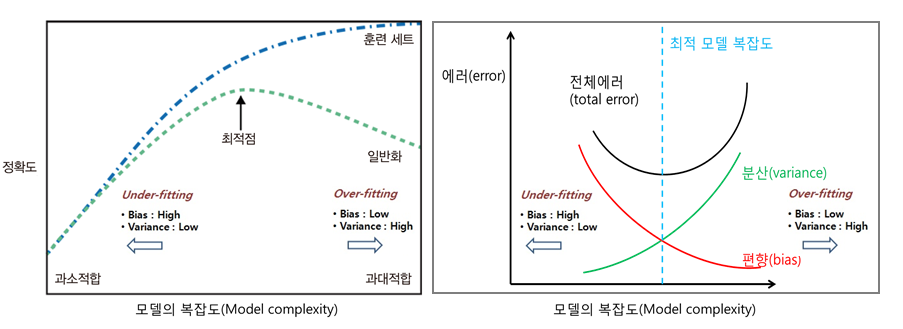 훈련 세트
최적점
일반화
정확도
Under-fitting
• Bias : High
• Variance : Low
Over-fitting
• Bias : Low
• Variance : High
과소적합
과대적합
모델의 복잡도(Model complexity)
최적 모델 복잡도
에러(error)
전체에러
(total error)
분산(variance)
Under-fitting
• Bias : High
• Variance : Low
Over-fitting
• Bias : Low
• Variance : High
편향(bias)
모델의 복잡도(Model complexity)